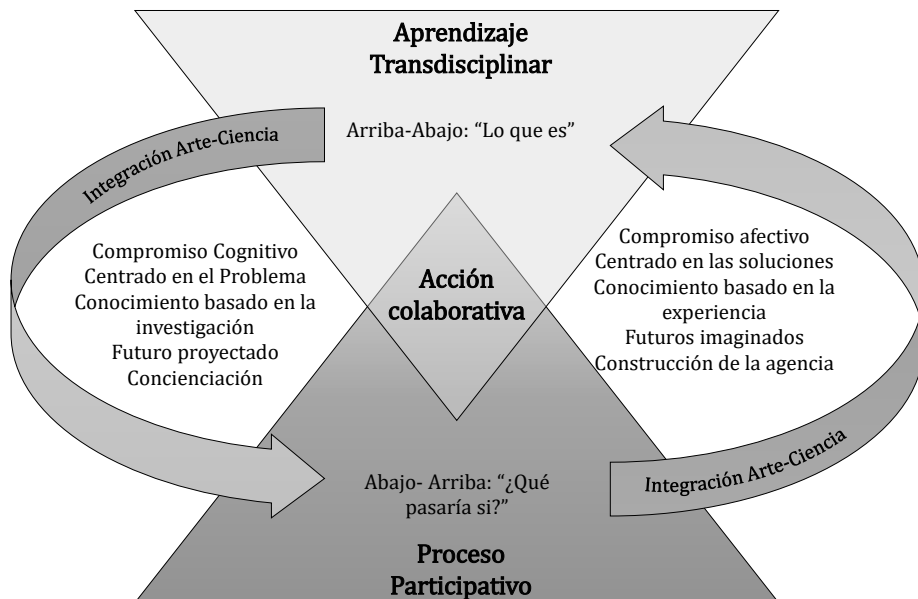 Aprendizaje
Transdisciplinar
Arriba-Abajo: “Lo que es”
Integración Arte-Ciencia
Compromiso Cognitivo
Centrado en el Problema
Conocimiento basado en la
investigación
Futuro proyectado
Concienciación
Acción
colaborativa
Compromiso afectivo
Centrado en las soluciones
Conocimiento basado en la
experiencia
Futuros imaginados
Construcción de la agencia
Integración Arte-Ciencia
Abajo- Arriba: “¿Qué
pasaría si?”
Proceso
Participativo